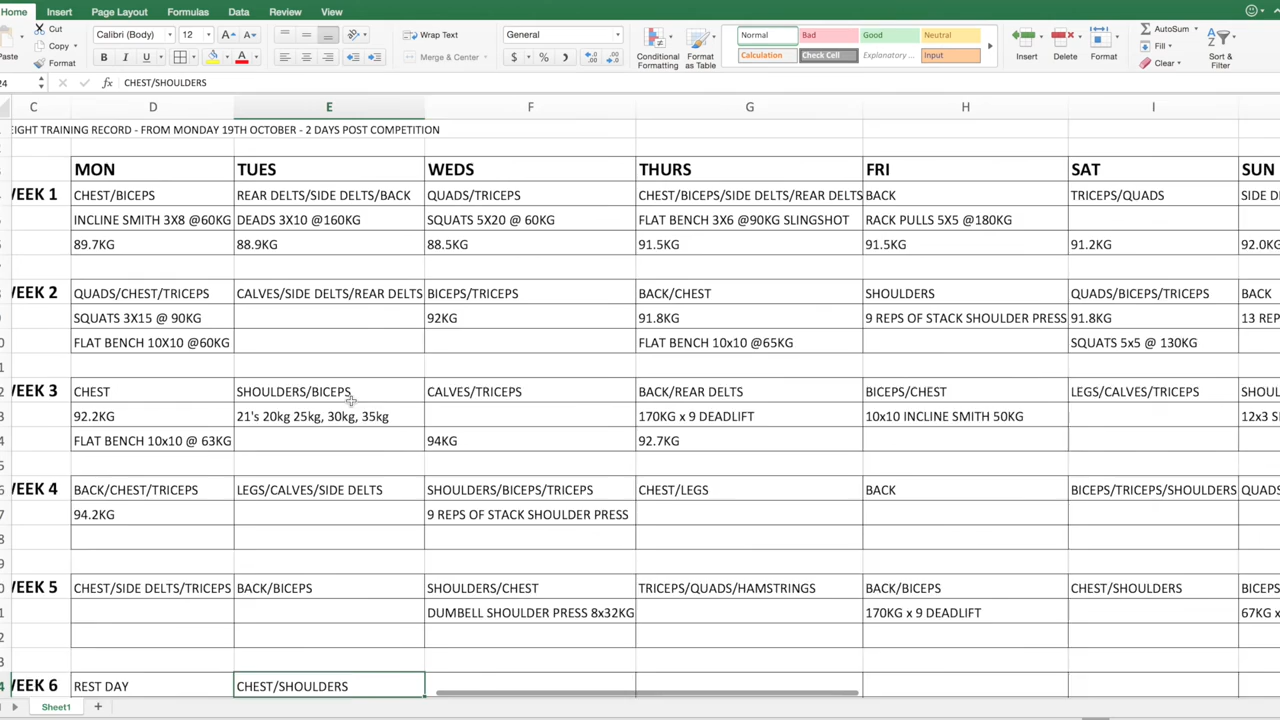 Home Insert Page Layout Formulas Data Review View
Cut Calibri (Body) 12 A A Wrap Text General Normal Bad Good Neutral AutoSum
Copy Fill
Paste Format B I U A Merge & Center $ % Conditional Formatting Format as Table Calculation Check Cell Explanatory ... Input Insert Delete Format Clear Sort & Filter
24 fx CHEST/SHOULDERS
C D E F G H I
EIGHT TRAINING RECORD - FROM MONDAY 19TH OCTOBER - 2 DAYS POST COMPETITION
MON TUES WEDS THURS FRI SAT SUN
WEEK 1 CHEST/BICEPS REAR DELTS/SIDE DELTS/BACK QUADS/TRICEPS CHEST/BICEPS/SIDE DELTS/REAR DELTS BACK TRICEPS/QUADS SIDE D
INCLINE SMITH 3X8 @60KG DEADS 3X10 @160KG SQUATS 5X20 @ 60KG FLAT BENCH 3X6 @90KG SLINGSHOT RACK PULLS 5X5 @180KG
89.7KG 88.9KG 88.5KG 91.5KG 91.5KG 91.2KG 92.0KG
WEEK 2 QUADS/CHEST/TRICEPS CALVES/SIDE DELTS/REAR DELTS BICEPS/TRICEPS BACK/CHEST SHOULDERS QUADS/BICEPS/TRICEPS BACK
SQUATS 3X15 @ 90KG 92KG 91.8KG 9 REPS OF STACK SHOULDER PRESS 91.8KG 13 REP
FLAT BENCH 10X10 @60KG FLAT BENCH 10x10 @65KG SQUATS 5x5 @ 130KG
WEEK 3 CHEST SHOULDERS/BICEPS CALVES/TRICEPS BACK/REAR DELTS BICEPS/CHEST LEGS/CALVES/TRICEPS SHOUL
92.2KG 21's 20kg 25kg, 30kg, 35kg 170KG x 9 DEADLIFT 10x10 INCLINE SMITH 50KG 12x3 S
FLAT BENCH 10x10 @ 63KG 94KG 92.7KG
WEEK 4 BACK/CHEST/TRICEPS LEGS/CALVES/SIDE DELTS SHOULDERS/BICEPS/TRICEPS CHEST/LEGS BACK BICEPS/TRICEPS/SHOULDERS QUADS
94.2KG 9 REPS OF STACK SHOULDER PRESS
WEEK 5 CHEST/SIDE DELTS/TRICEPS BACK/BICEPS SHOULDERS/CHEST TRICEPS/QUADS/HAMSTRINGS BACK/BICEPS CHEST/SHOULDERS BICEPS
DUMBELL SHOULDER PRESS 8x32KG 170KG x 9 DEADLIFT 67KG x
WEEK 6 REST DAY CHEST/SHOULDERS
Sheet1